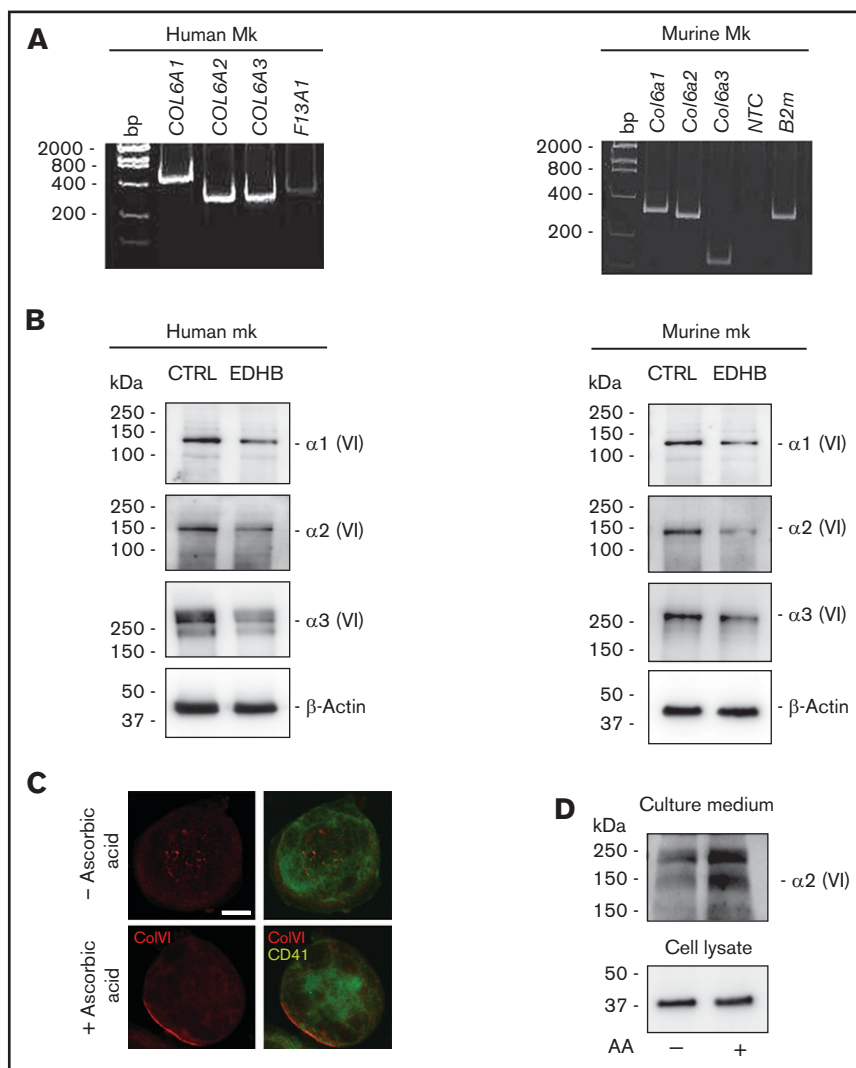 A
Human Mk
bp
COL6A1
COL6A2
COL6A3
F13A1
2000 -
800 -
400 -
200 -
Murine Mk
bp
Col6a1
Col6a2
Col6a3
NTC
B2m
2000 -
800 -
400 -
200 -
B
Human mk
CTRL EDHB
kDa
250 -
150 -
100 -
- α1 (VI)
250 -
150 -
100 -
- α2 (VI)
250 -
150 -
- α3 (VI)
50 -
37 -
- β-Actin
Murine mk
CTRL EDHB
kDa
250 -
150 -
100 -
- α1 (VI)
250 -
150 -
100 -
- α2 (VI)
250 -
150 -
- α3 (VI)
50 -
37 -
- β-Actin
C
– Ascorbic
acid
+ Ascorbic
acid
ColVI
ColVI
CD41
D
Culture medium
kDa
250 -
150 -
150 -
- α2 (VI)
Cell lysate
50 -
37 -
AA – +